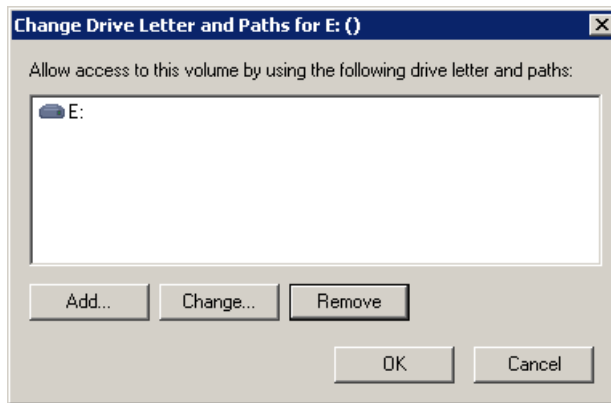 Change Drive Letter and Paths for E: ()
Allow access to this volume by using the following drive letter and paths:
E:
Add... Change... Remove
OK Cancel